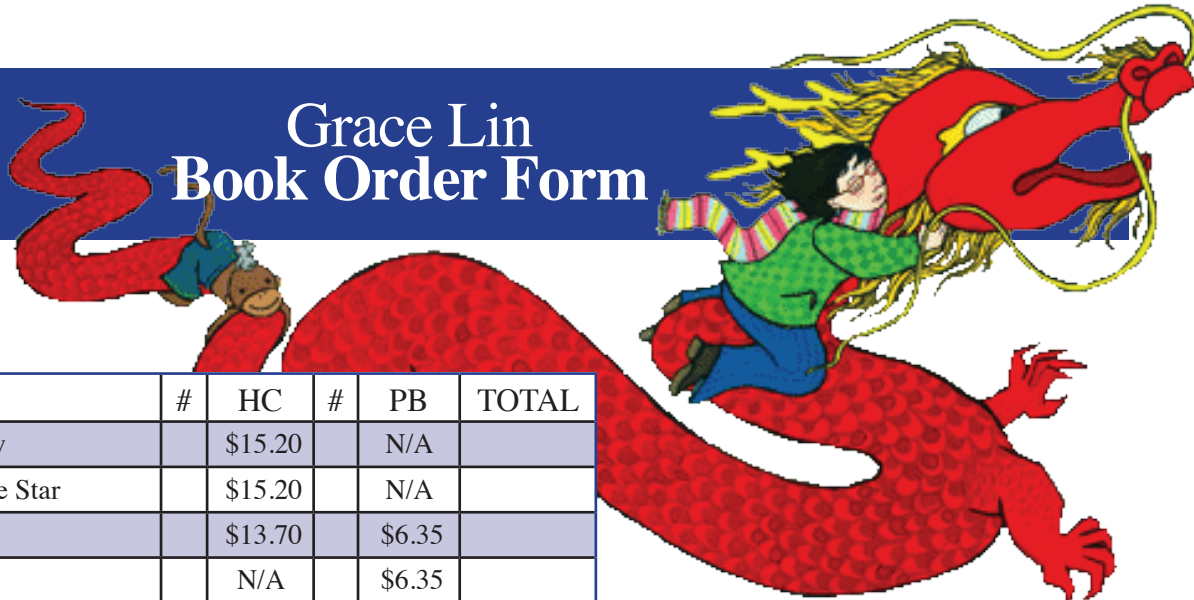 Grace Lin
Book Order Form
# HC # PB TOTAL
$15.20 N/A
e Star $15.20 N/A
$13.70 $6.35
N/A $6.35